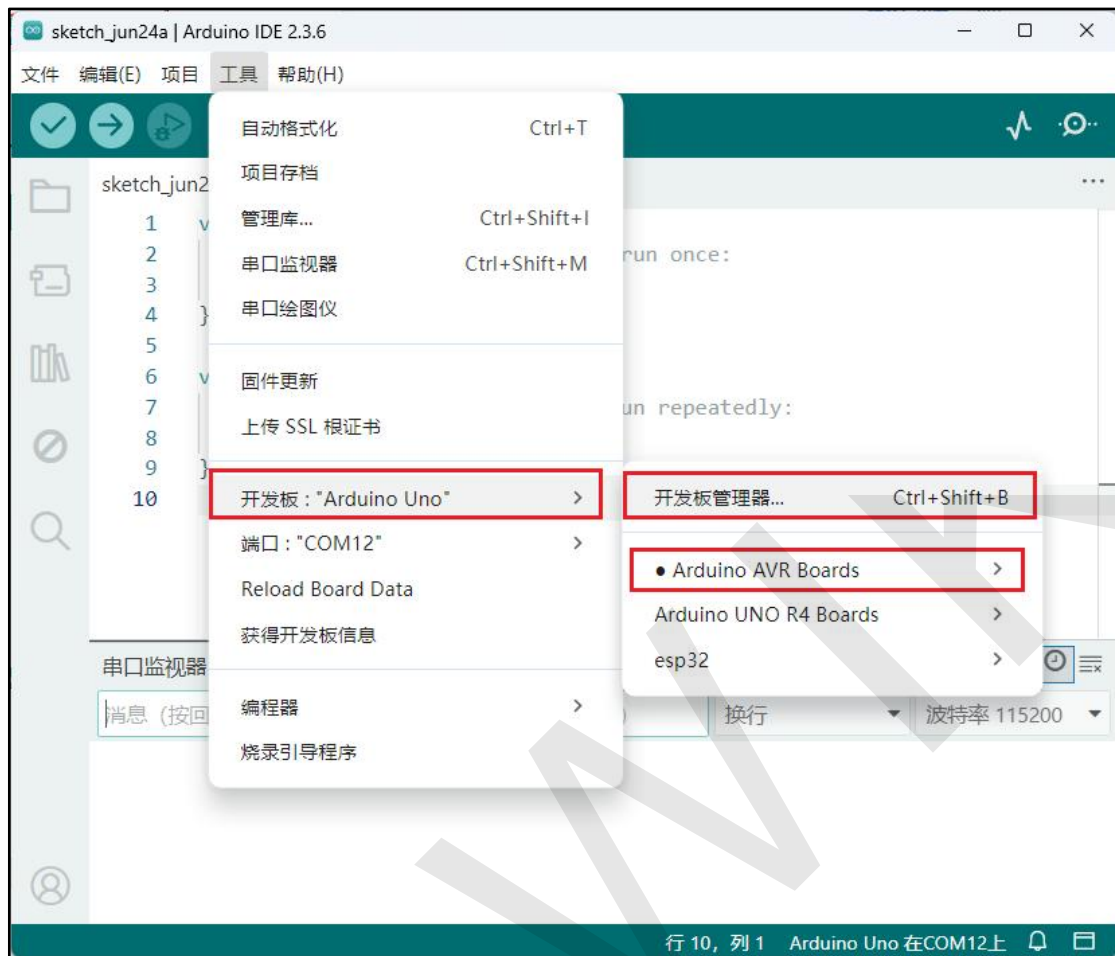 sketch_jun24a | Arduino IDE 2.3.6
文件 编辑(E) 项目 工具 帮助(H)
自动格式化 Ctrl+T
项目存档
管理库... Ctrl+Shift+I
串口监视器 Ctrl+Shift+M
串口绘图仪
固件更新
上传 SSL 根证书
开发板 : "Arduino Uno"
端口 : "COM12"
Reload Board Data
获得开发板信息
编程器
烧录引导程序
开发板管理器... Ctrl+Shift+B
● Arduino AVR Boards
Arduino UNO R4 Boards
esp32
sketch_jun2
1 v
2 run once:
3
4 }
5
6 v
7 un repeatedly:
8
9 }
10
串口监视器
消息 (按回
换行
波特率 115200
行 10, 列 1 Arduino Uno 在COM12上